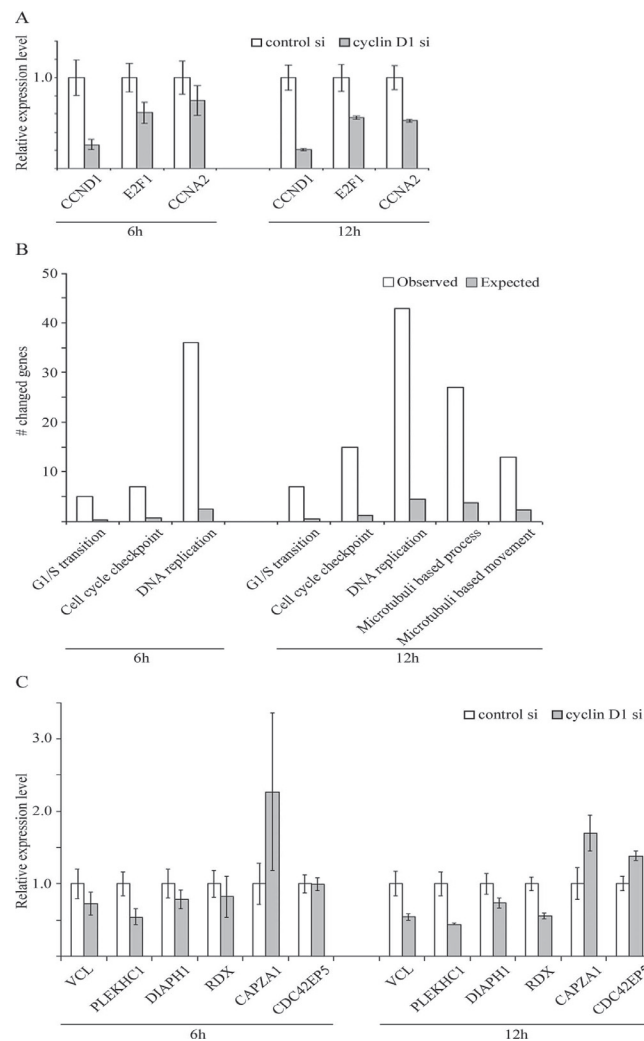 A
control si cyclin D1 si
Relative expression level
1.0
CCND1 E2F1 CCNA2 CCND1 E2F1 CCNA2
6h 12h
B
50
40
30
20
10
# changed genes
Observed Expected
G1/S transition Cell cycle checkpoint DNA replication G1/S transition Cell cycle checkpoint DNA replication Microtubuli based process Microtubuli based movement
6h 12h
C
control si cyclin D1 si
Relative expression level
3.0
2.0
1.0
VCL PLEKHC1 DIAPH1 RDX CAPZA1 CDC42EP5 VCL PLEKHC1 DIAPH1 RDX CAPZA1 CDC42EP5
6h 12h